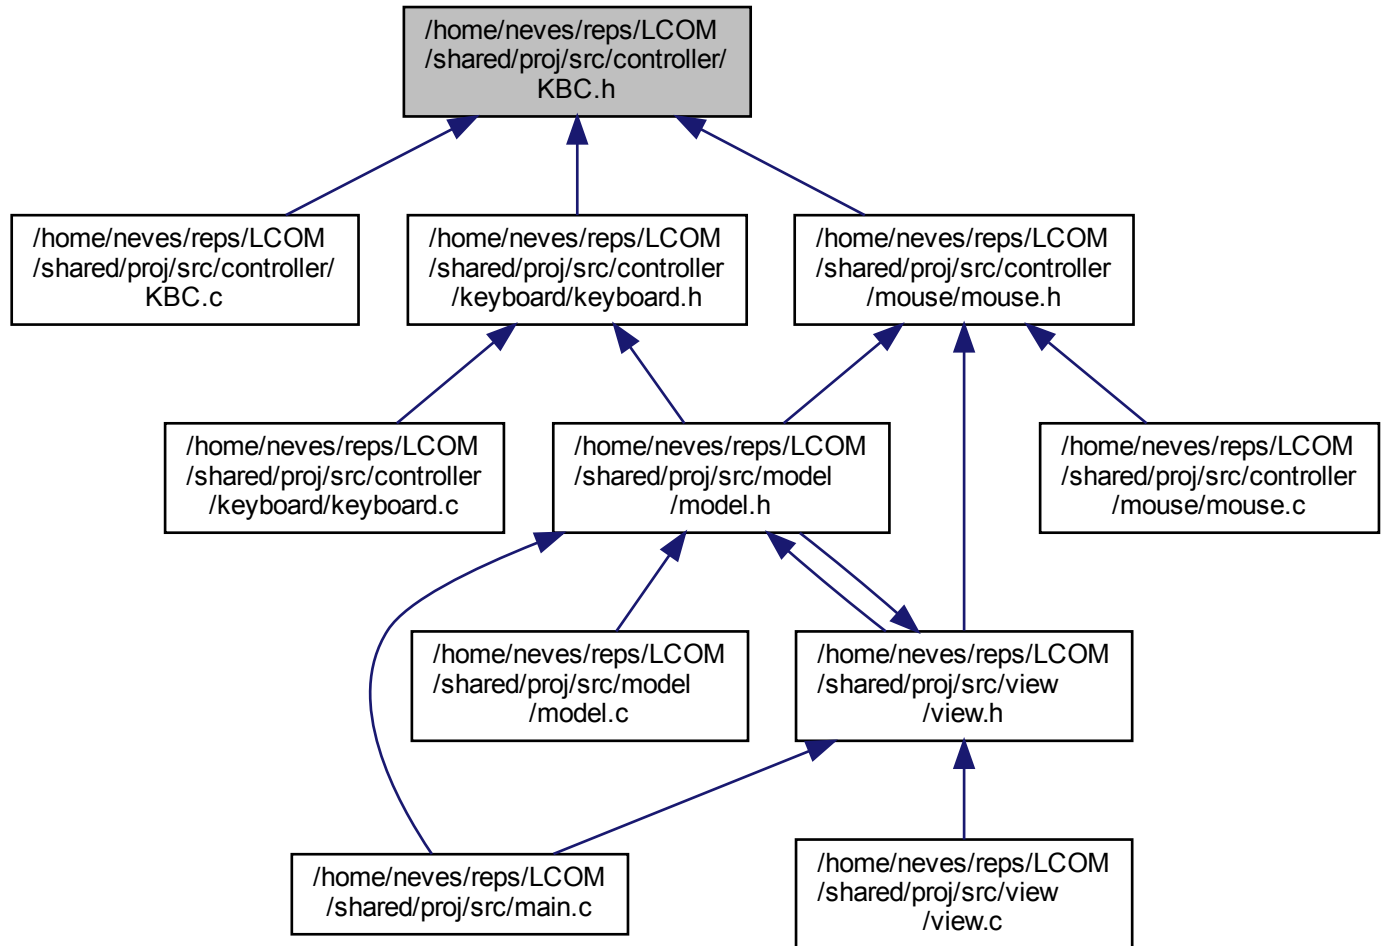 /home/neves/reps/LCOM
/shared/proj/src/controller/
KBC.h
/home/neves/reps/LCOM
/shared/proj/src/controller/
KBC.c
/home/neves/reps/LCOM
/shared/proj/src/controller
/keyboard/keyboard.h
/home/neves/reps/LCOM
/shared/proj/src/controller
/mouse/mouse.h
/home/neves/reps/LCOM
/shared/proj/src/controller
/keyboard/keyboard.c
/home/neves/reps/LCOM
/shared/proj/src/model
/model.h
/home/neves/reps/LCOM
/shared/proj/src/controller
/mouse/mouse.c
/home/neves/reps/LCOM
/shared/proj/src/model
/model.c
/home/neves/reps/LCOM
/shared/proj/src/view
/view.h
/home/neves/reps/LCOM
/shared/proj/src/main.c
/home/neves/reps/LCOM
/shared/proj/src/view
/view.c